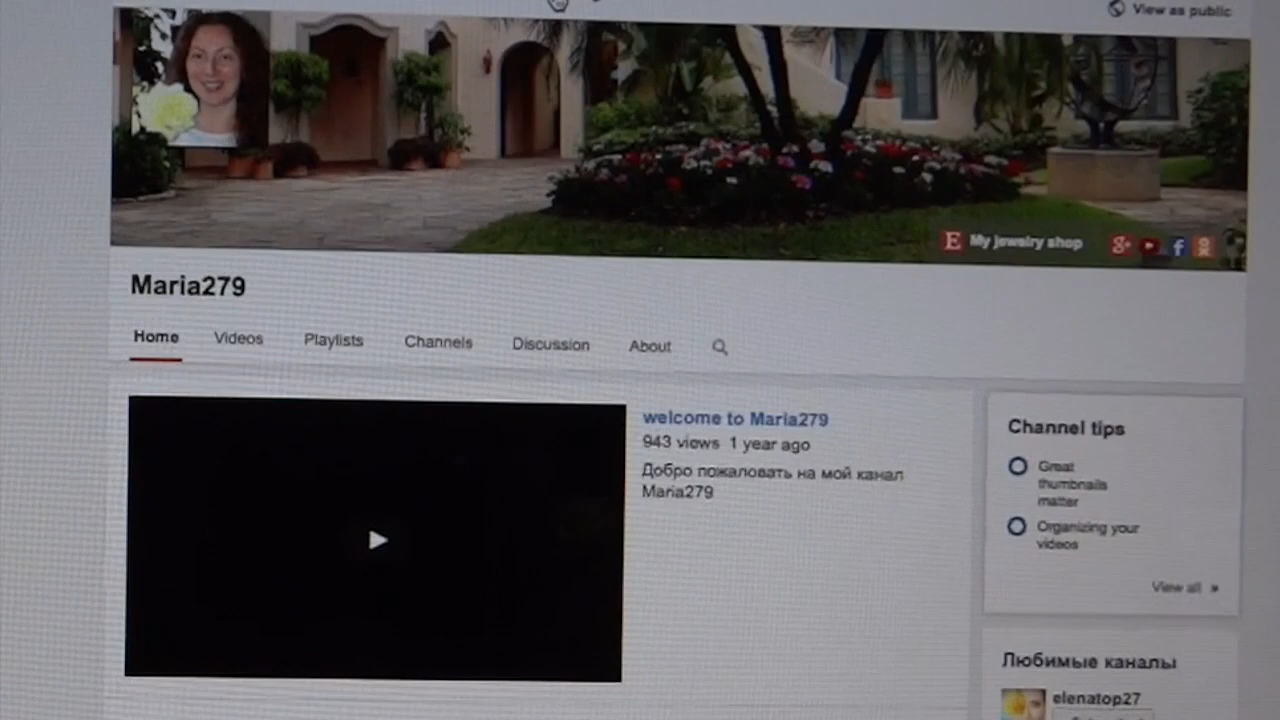 View as public
My jewelry shop
Maria279
Home Videos Playlists Channels Discussion About
welcome to Maria279
943 views 1 year ago
Добро пожаловать на мой канал
Maria279
Channel tips
Great
thumbnails
matter
Organizing your
videos
View all »
Любимые каналы
elenatop27